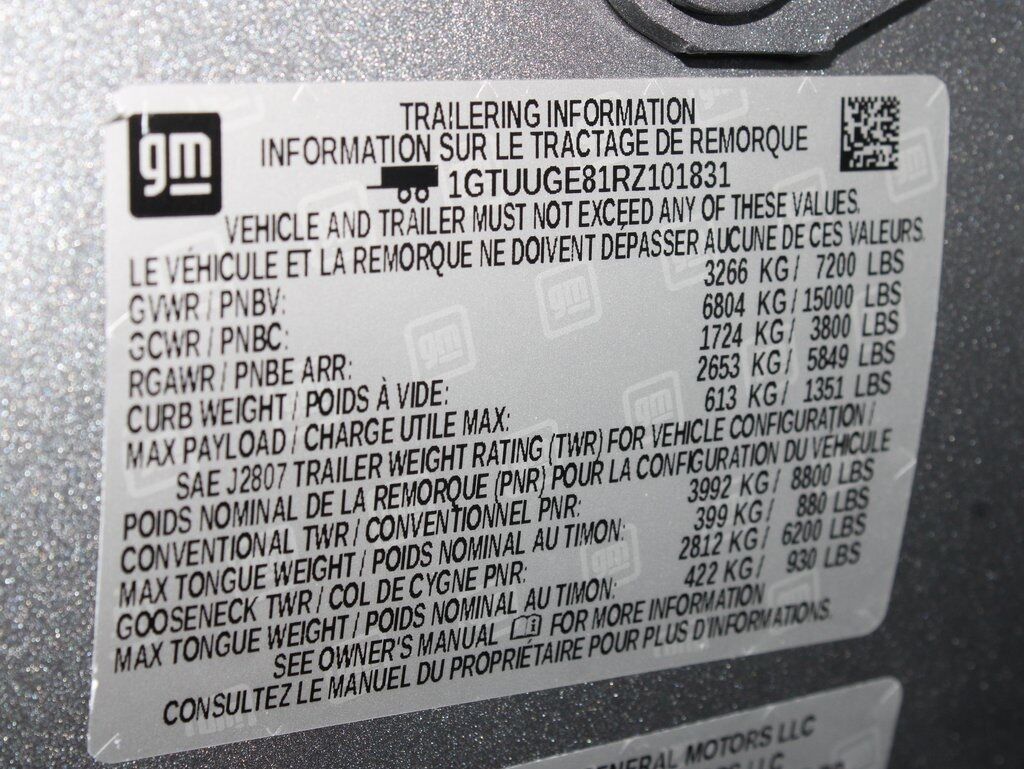 gm
TRAILERING INFORMATION
INFORMATION SUR LE TRACTAGE DE REMORQUE
1GTUUGE81RZ101831
VEHICLE AND TRAILER MUST NOT EXCEED ANY OF THESE VALUES.
LE VÉHICULE ET LA REMORQUE NE DOIVENT DÉPASSER AUCUNE DE CES VALEURS.
GVWR / PNBV: 3266 KG / 7200 LBS
GCWR / PNBC: 6804 KG / 15000 LBS
RGAWR / PNBE ARR: 1724 KG / 3800 LBS
CURB WEIGHT / POIDS À VIDE: 2653 KG / 5849 LBS
MAX PAYLOAD / CHARGE UTILE MAX: 613 KG / 1351 LBS
SAE J2807 TRAILER WEIGHT RATING (TWR) FOR VEHICLE CONFIGURATION /
POIDS NOMINAL DE LA REMORQUE (PNR) POUR LA CONFIGURATION DU VÉHICULE
CONVENTIONAL TWR / CONVENTIONNEL PNR: 3992 KG / 8800 LBS
MAX TONGUE WEIGHT / POIDS NOMINAL AU TIMON: 399 KG / 880 LBS
GOOSENECK TWR / COL DE CYGNE PNR: 2812 KG / 6200 LBS
MAX TONGUE WEIGHT / POIDS NOMINAL AU TIMON: 422 KG / 930 LBS
SEE OWNER'S MANUAL FOR MORE INFORMATION
CONSULTEZ LE MANUEL DU PROPRIÉTAIRE POUR PLUS D'INFORMATIONS.
GENERAL MOTORS LLC
MOTORS LLC